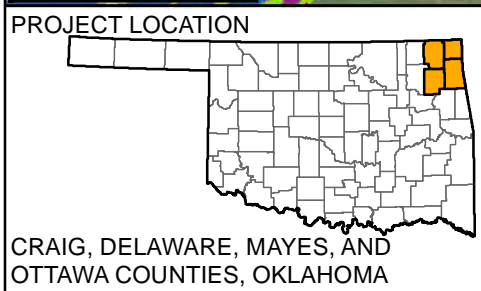 PROJECT LOCATION
CRAIG, DELAWARE, MAYES, AND
OTTAWA COUNTIES, OKLAHOMA